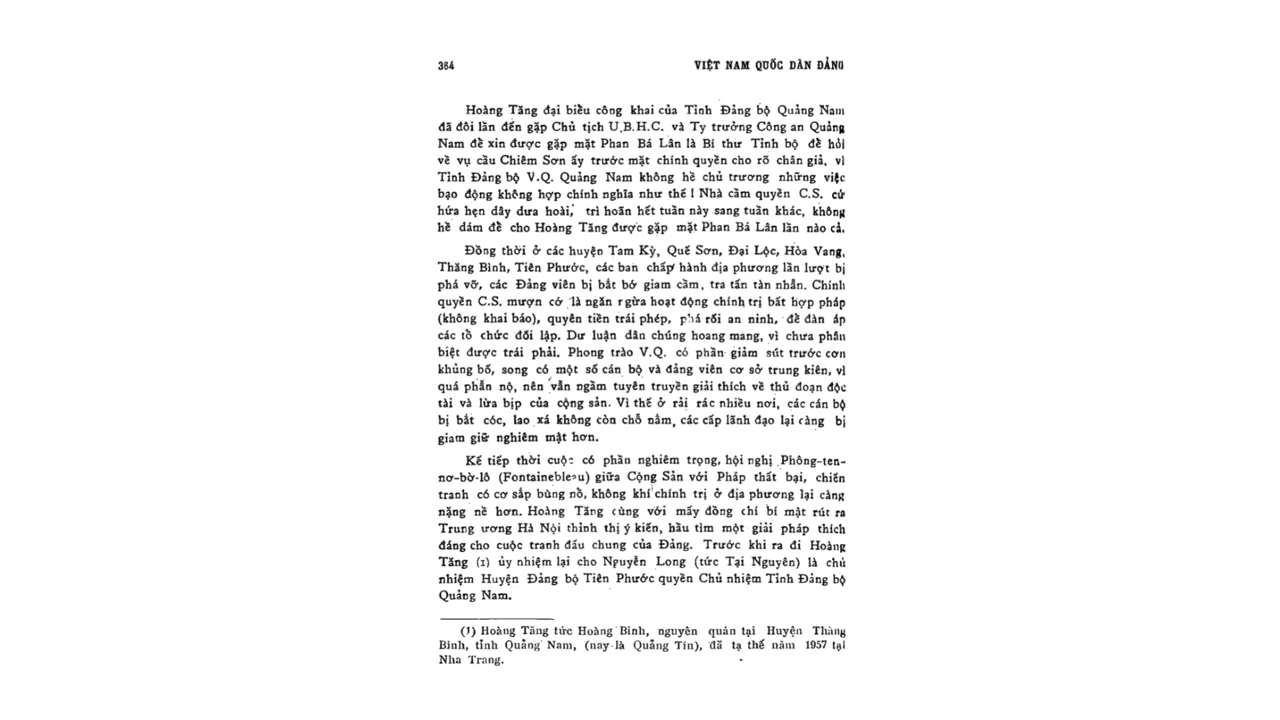 364
VIỆT NAM QUỐC DÂN ĐẢNG
Hoàng Tăng đại biểu công khai của Tỉnh Đảng bộ Quảng Nam
đã đôi lần đến gặp Chủ tịch U.B.H.C. và Ty trưởng Công an Quảng
Nam để xin được gặp mặt Phan Bá Lân là Bí thư Tỉnh bộ để hỏi
về vụ cầu Chiêm Sơn ấy trước mặt chính quyền cho rõ chân giả, vì
Tỉnh Đảng bộ V.Q. Quảng Nam không hề chủ trương những việc
bạo động không hợp chính nghĩa như thế ! Nhà cầm quyền C.S. cứ
hứa hẹn dây dưa hoài, trì hoãn hết tuần này sang tuần khác, không
hề dám để cho Hoàng Tăng được gặp mặt Phan Bá Lân lần nào cả.
Đồng thời ở các huyện Tam Kỳ, Quế Sơn, Đại Lộc, Hòa Vang,
Thăng Bình, Tiên Phước, các ban chấp hành địa phương lần lượt bị
phá vỡ, các Đảng viên bị bắt bớ giam cầm, tra tấn tàn nhẫn. Chính
quyền C.S. mượn cớ là ngăn ngừa hoạt động chính trị bất hợp pháp
(không khai báo), quyên tiền trái phép, phá rối an ninh, để đàn áp
các tổ chức đối lập. Dư luận dân chúng hoang mang, vì chưa phân
biệt được trái phải. Phong trào V.Q. có phần giảm sút trước cơn
khủng bố, song có một số cán bộ và đảng viên cơ sở trung kiên, vì
quá phẫn nộ, nên vẫn ngầm tuyên truyền giải thích về thủ đoạn độc
tài và lừa bịp của cộng sản. Vì thế ở rải rác nhiều nơi, các cán bộ
bị bắt cóc, lao xá không còn chỗ nằm, các cấp lãnh đạo lại càng bị
giam giữ nghiêm mật hơn.
Kế tiếp thời cuộc có phần nghiêm trọng, hội nghị Phông-ten-
nơ-bờ-lô (Fontainebleau) giữa Cộng Sản với Pháp thất bại, chiến
tranh có cơ sắp bùng nổ, không khí chính trị ở địa phương lại càng
nặng nề hơn. Hoàng Tăng cùng với mấy đồng chí bí mật rút ra
Trung ương Hà Nội thỉnh thị ý kiến, hầu tìm một giải pháp thích
đáng cho cuộc tranh đấu chung của Đảng. Trước khi ra đi Hoàng
Tăng (1) ủy nhiệm lại cho Nguyễn Long (tức Tại Nguyên) là chủ
nhiệm Huyện Đảng bộ Tiên Phước quyền Chủ nhiệm Tỉnh Đảng bộ
Quảng Nam.
(1) Hoàng Tăng tức Hoàng Bình, nguyên quán tại Huyện Thăng
Bình, tỉnh Quảng Nam, (nay là Quảng Tín), đã tạ thế năm 1957 tại
Nha Trang.